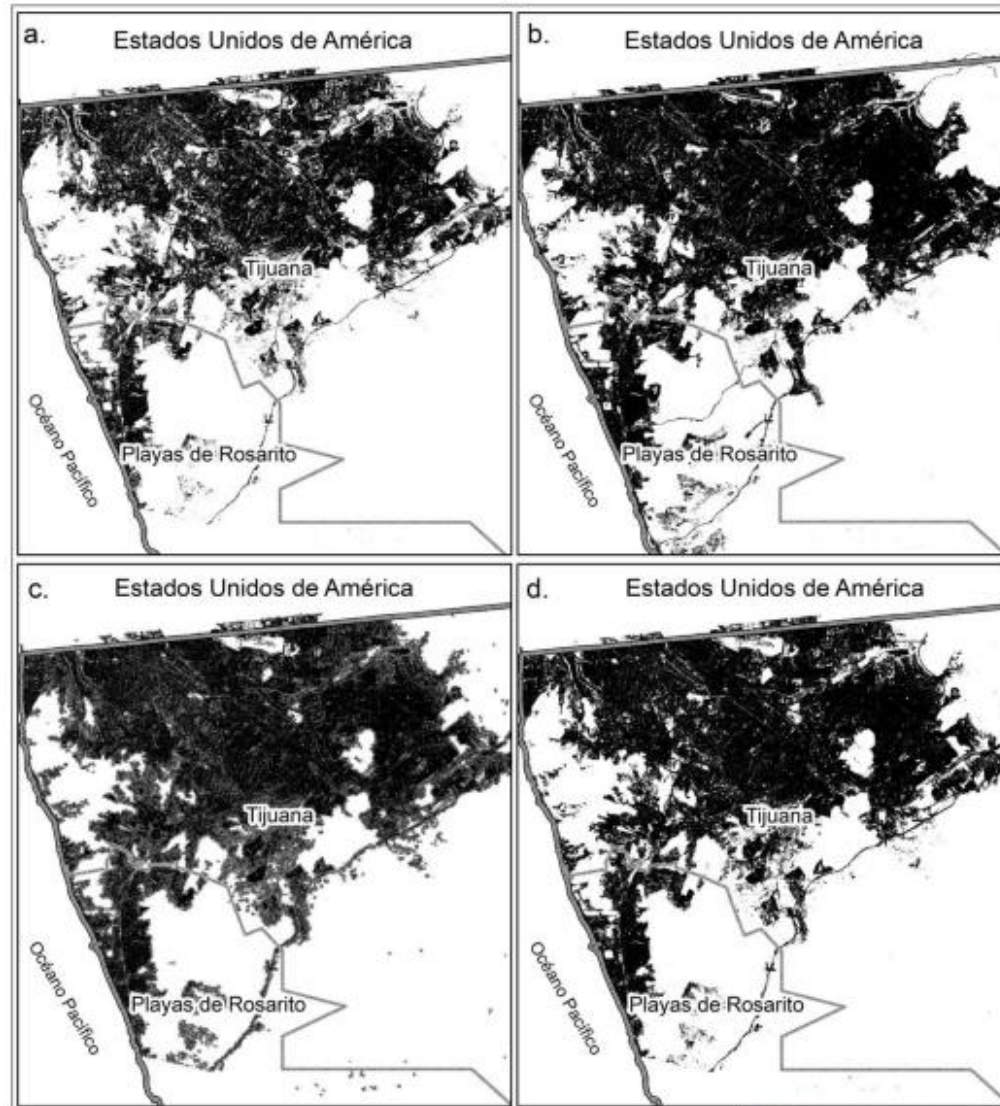 a.
Estados Unidos de América
Tijuana
Playas de Rosarito
Océano Pacífico
b.
Estados Unidos de América
Tijuana
Playas de Rosarito
Océano Pacífico
c.
Estados Unidos de América
Tijuana
Playas de Rosarito
Océano Pacífico
d.
Estados Unidos de América
Tijuana
Playas de Rosarito
Océano Pacífico